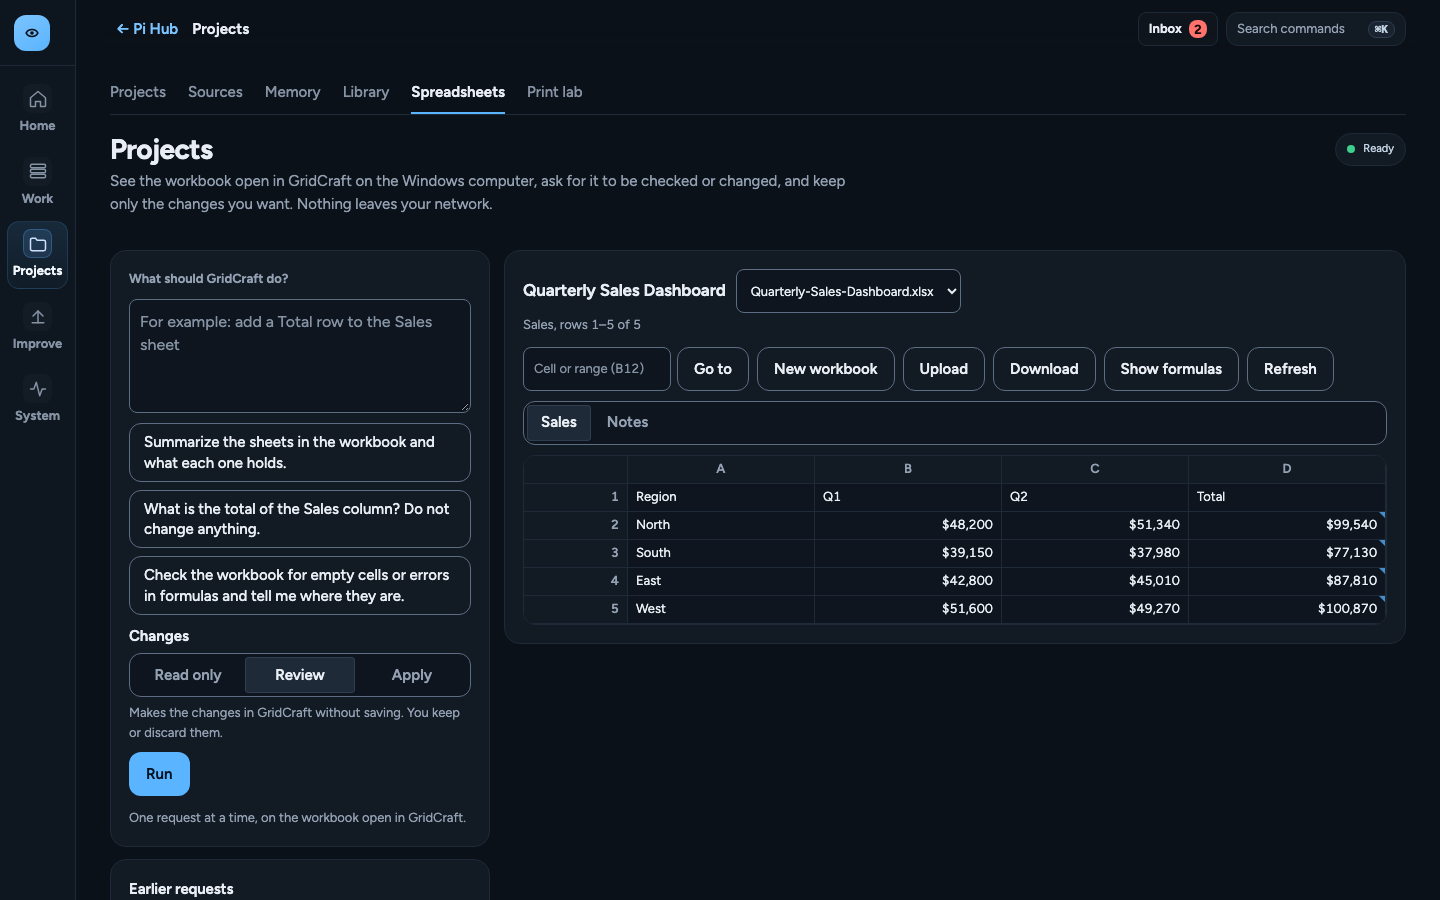 ← Pi Hub Projects
Inbox 2
Search commands ⌘K
Home
Work
Projects
Improve
System
Projects Sources Memory Library Spreadsheets Print lab
Projects
Ready
See the workbook open in GridCraft on the Windows computer, ask for it to be checked or changed, and keep
only the changes you want. Nothing leaves your network.
What should GridCraft do?
For example: add a Total row to the Sales
sheet
Summarize the sheets in the workbook and
what each one holds.
What is the total of the Sales column? Do not
change anything.
Check the workbook for empty cells or errors
in formulas and tell me where they are.
Changes
Read only Review Apply
Makes the changes in GridCraft without saving. You keep
or discard them.
Run
One request at a time, on the workbook open in GridCraft.
Earlier requests
Quarterly Sales Dashboard Quarterly-Sales-Dashboard.xlsx
Sales, rows 1–5 of 5
Cell or range (B12) Go to New workbook Upload Download Show formulas Refresh
Sales Notes
A B C D
1 Region Q1 Q2 Total
2 North $48,200 $51,340 $99,540
3 South $39,150 $37,980 $77,130
4 East $42,800 $45,010 $87,810
5 West $51,600 $49,270 $100,870